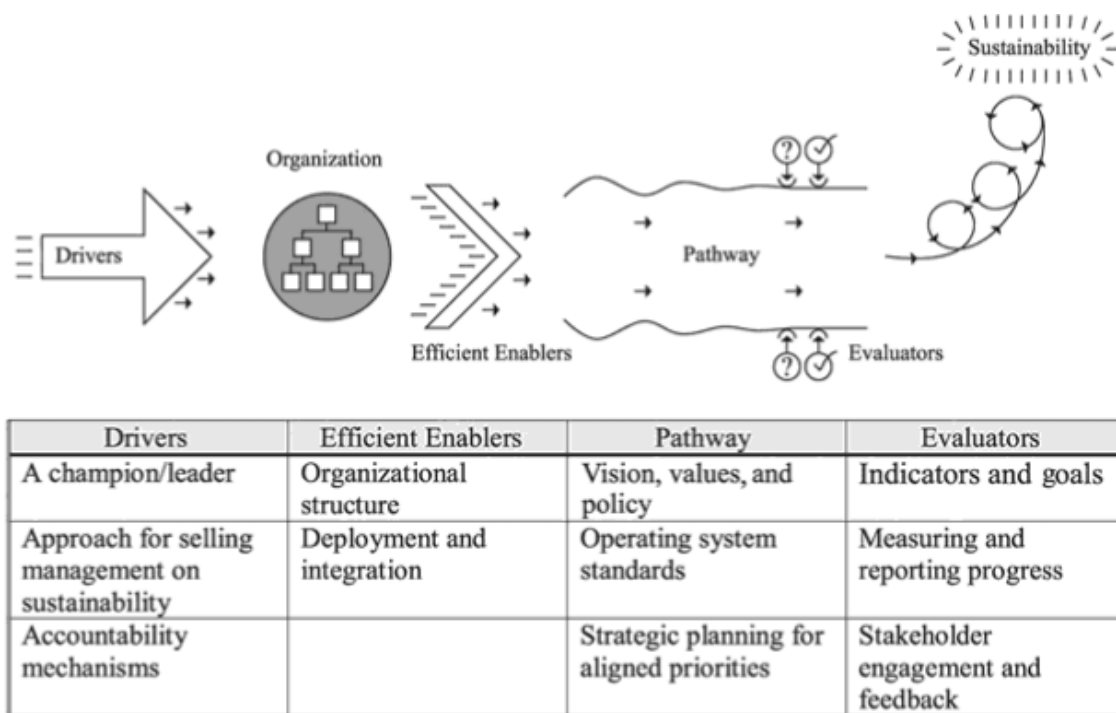 Sustainability
Organization
? ✓
Drivers
Pathway
Efficient Enablers
Evaluators
? ✓
Drivers
Efficient Enablers
Pathway
Evaluators
A champion/leader
Organizational
structure
Vision, values, and
policy
Indicators and goals
Approach for selling
management on
sustainability
Deployment and
integration
Operating system
standards
Measuring and
reporting progress
Accountability
mechanisms
Strategic planning for
aligned priorities
Stakeholder
engagement and
feedback